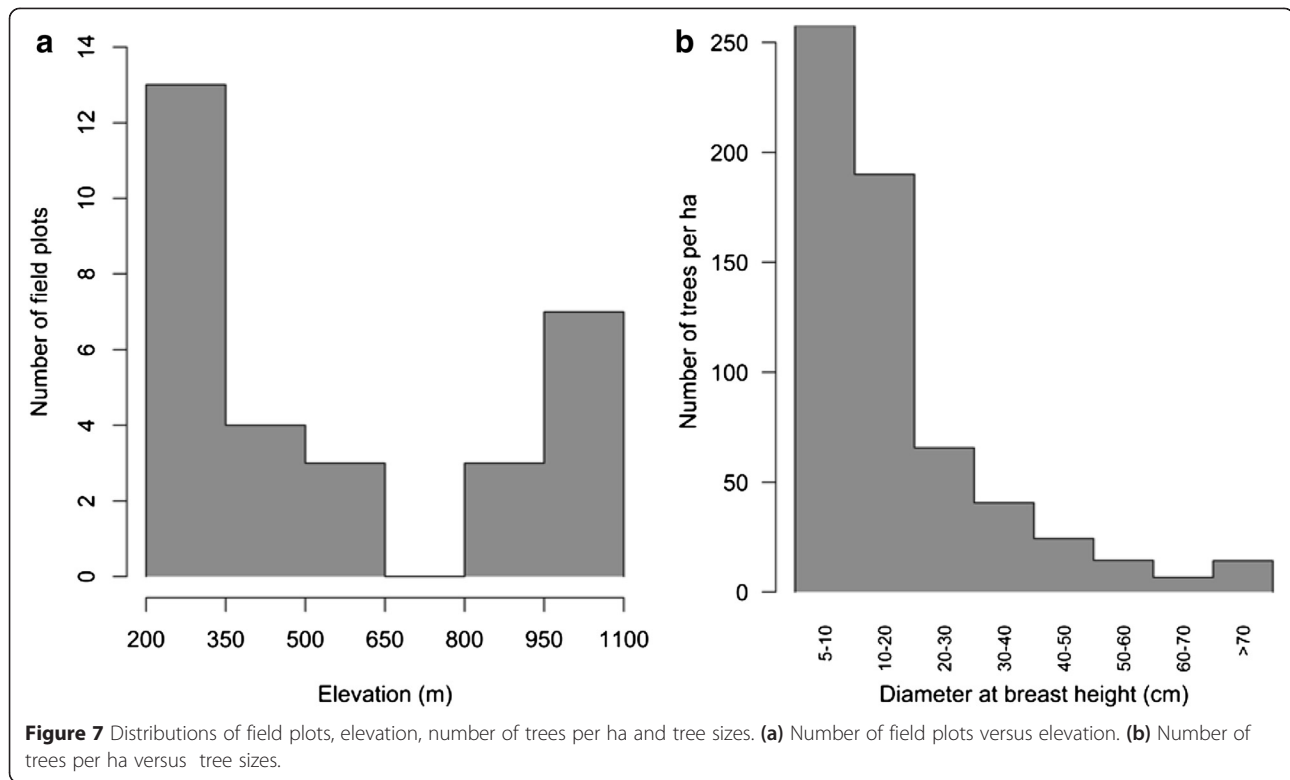 a
14
12
10
8
6
4
2
0
Number of field plots
200 350 500 650 800 950 1100
Elevation (m)
b
250
200
150
100
50
0
Number of trees per ha
5-10 10-20 20-30 30-40 40-50 50-60 60-70 >70
Diameter at breast height (cm)
Figure 7 Distributions of field plots, elevation, number of trees per ha and tree sizes. (a) Number of field plots versus elevation. (b) Number of
trees per ha versus tree sizes.